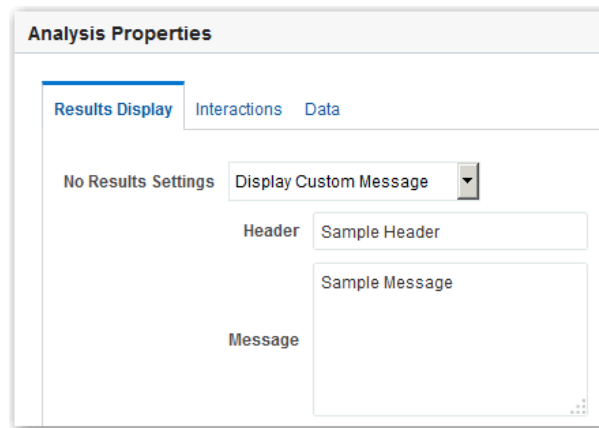 Analysis Properties
Results Display Interactions Data
No Results Settings Display Custom Message
Header Sample Header
Sample Message
Message